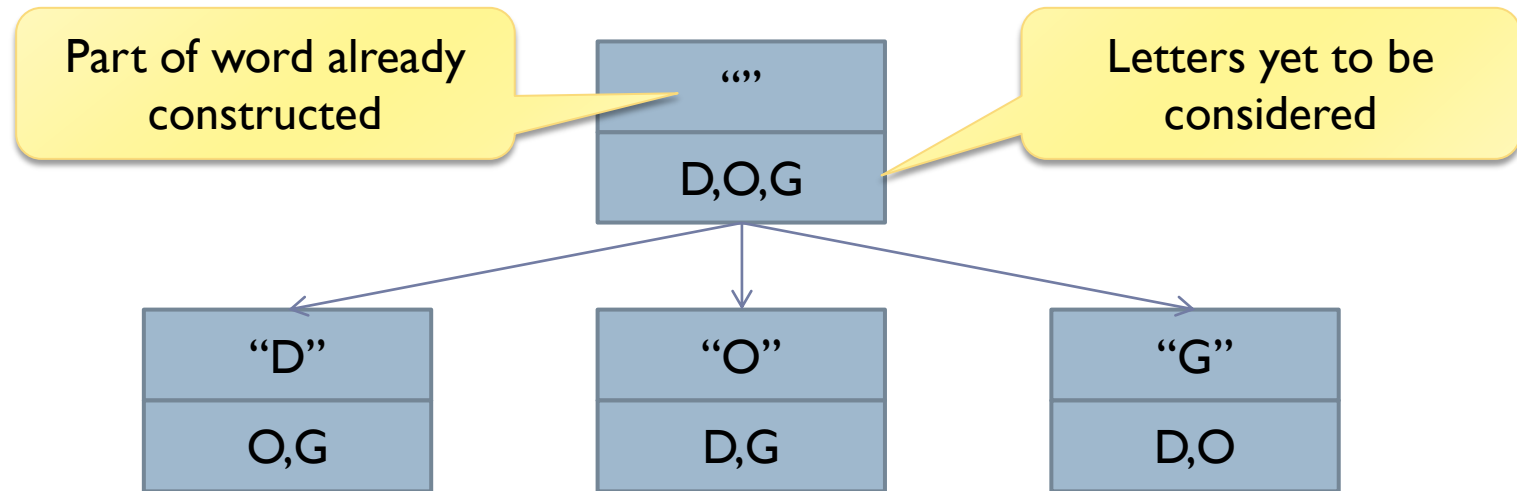 Part of word already
constructed
“”
Letters yet to be
considered
D,O,G
“D”
O,G
“O”
D,G
“G”
D,O